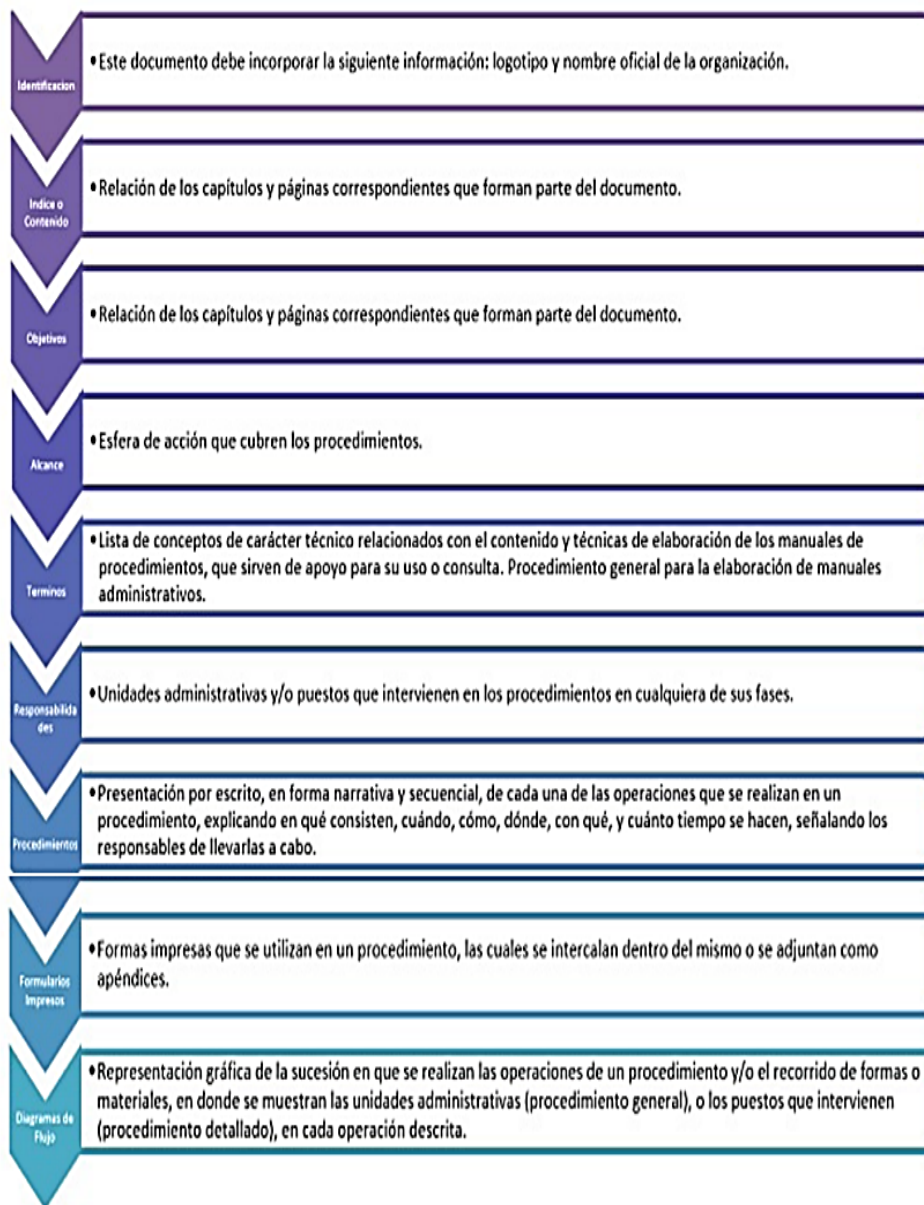 Identificacion
•Este documento debe incorporar la siguiente información: logotipo y nombre oficial de la organización.
Indice o
Contenido
•Relación de los capítulos y páginas correspondientes que forman parte del documento.
Objetivos
•Relación de los capítulos y páginas correspondientes que forman parte del documento.
Alcance
•Esfera de acción que cubren los procedimientos.
Terminos
•Lista de conceptos de carácter técnico relacionados con el contenido y técnicas de elaboración de los manuales de
procedimientos, que sirven de apoyo para su uso o consulta. Procedimiento general para la elaboración de manuales
administrativos.
Responsabilida
des
•Unidades administrativas y/o puestos que intervienen en los procedimientos en cualquiera de sus fases.
Procedimientos
•Presentación por escrito, en forma narrativa y secuencial, de cada una de las operaciones que se realizan en un
procedimiento, explicando en qué consisten, cuándo, cómo, dónde, con qué, y cuánto tiempo se hacen, señalando los
responsables de llevarlas a cabo.
Formularios
Impresos
•Formas impresas que se utilizan en un procedimiento, las cuales se intercalan dentro del mismo o se adjuntan como
apéndices.
Diagramas de
Flujo
•Representación gráfica de la sucesión en que se realizan las operaciones de un procedimiento y/o el recorrido de formas o
materiales, en donde se muestran las unidades administrativas (procedimiento general), o los puestos que intervienen
(procedimiento detallado), en cada operación descrita.